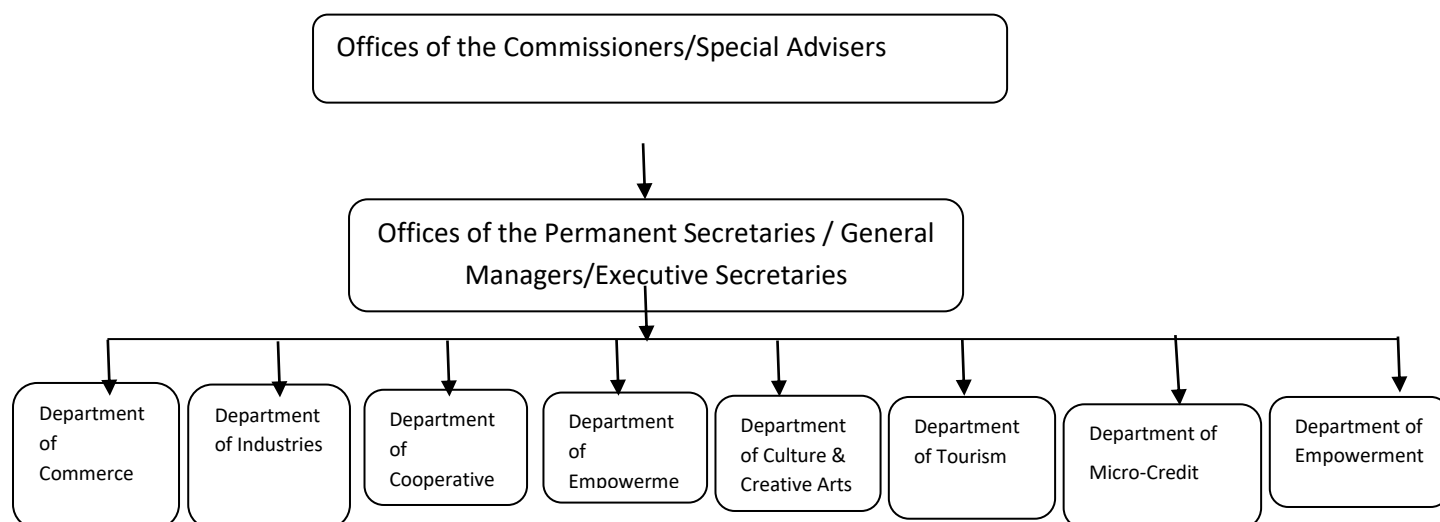 Offices of the Commissioners/Special Advisers
Offices of the Permanent Secretaries / General
Managers/Executive Secretaries
Department
of
Commerce
Department
of Industries
Department
of
Cooperative
Department
of
Empowerme
Department
of Culture &
Creative Arts
Department
of Tourism
Department of
Micro-Credit
Department of
Empowerment